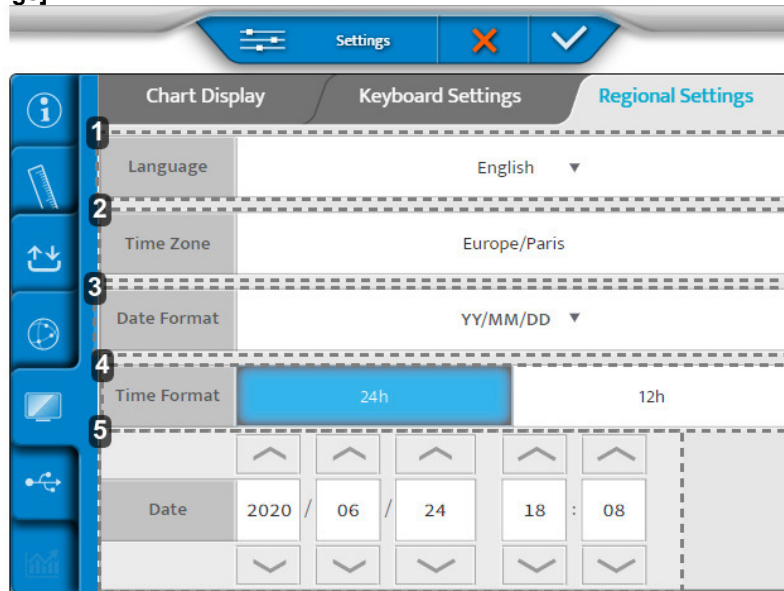 Settings
Chart Display Keyboard Settings Regional Settings
1
Language English ▼
2
Time Zone Europe/Paris
3
Date Format YY/MM/DD ▼
4
Time Format 24h 12h
5
Date 2020 / 06 / 24 18 : 08